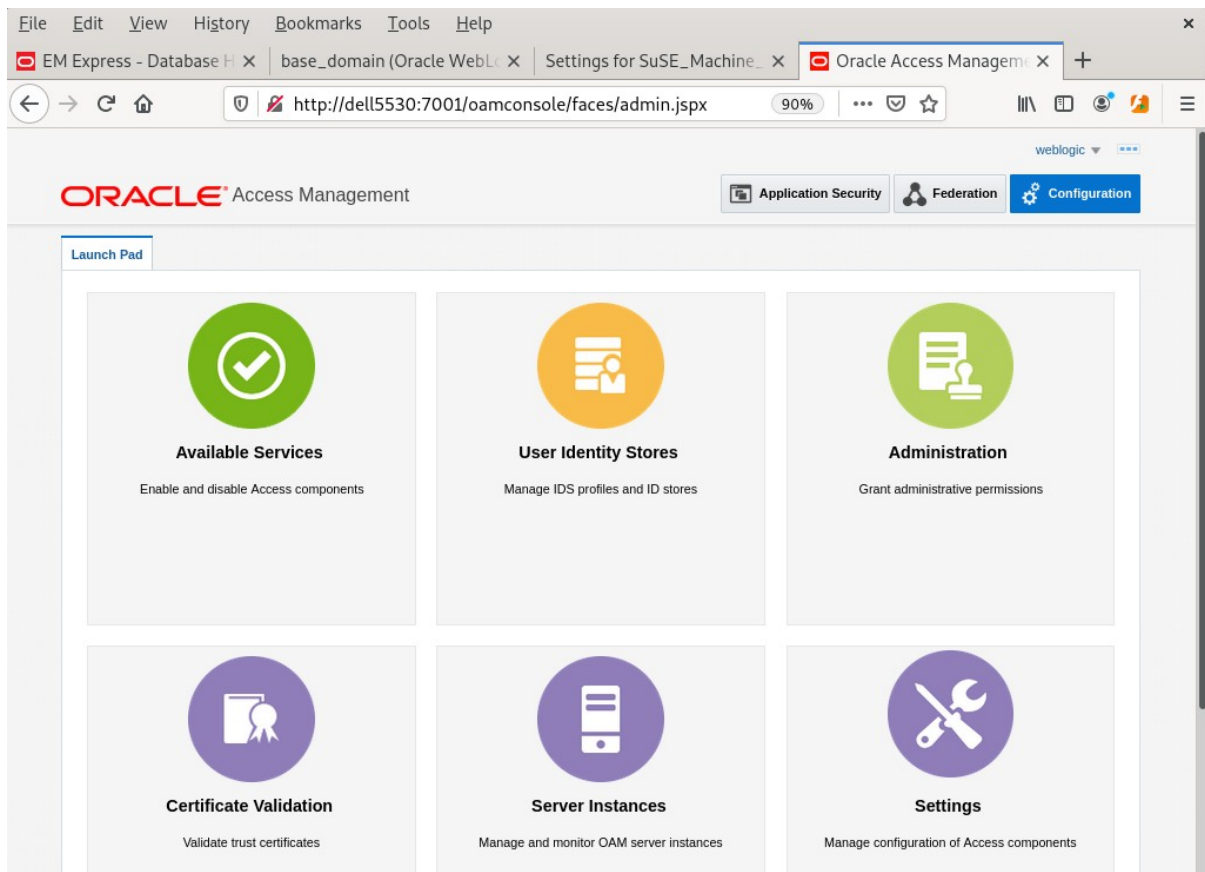 File Edit View History Bookmarks Tools Help
EM Express - Database H
base_domain (Oracle WebLo
Settings for SuSE_Machine_
Oracle Access Manageme
http://dell5530:7001/oamconsole/faces/admin.jspx 90%
weblogic
ORACLE Access Management
Application Security Federation Configuration
Launch Pad
Available Services
Enable and disable Access components
User Identity Stores
Manage IDS profiles and ID stores
Administration
Grant administrative permissions
Certificate Validation
Validate trust certificates
Server Instances
Manage and monitor OAM server instances
Settings
Manage configuration of Access components